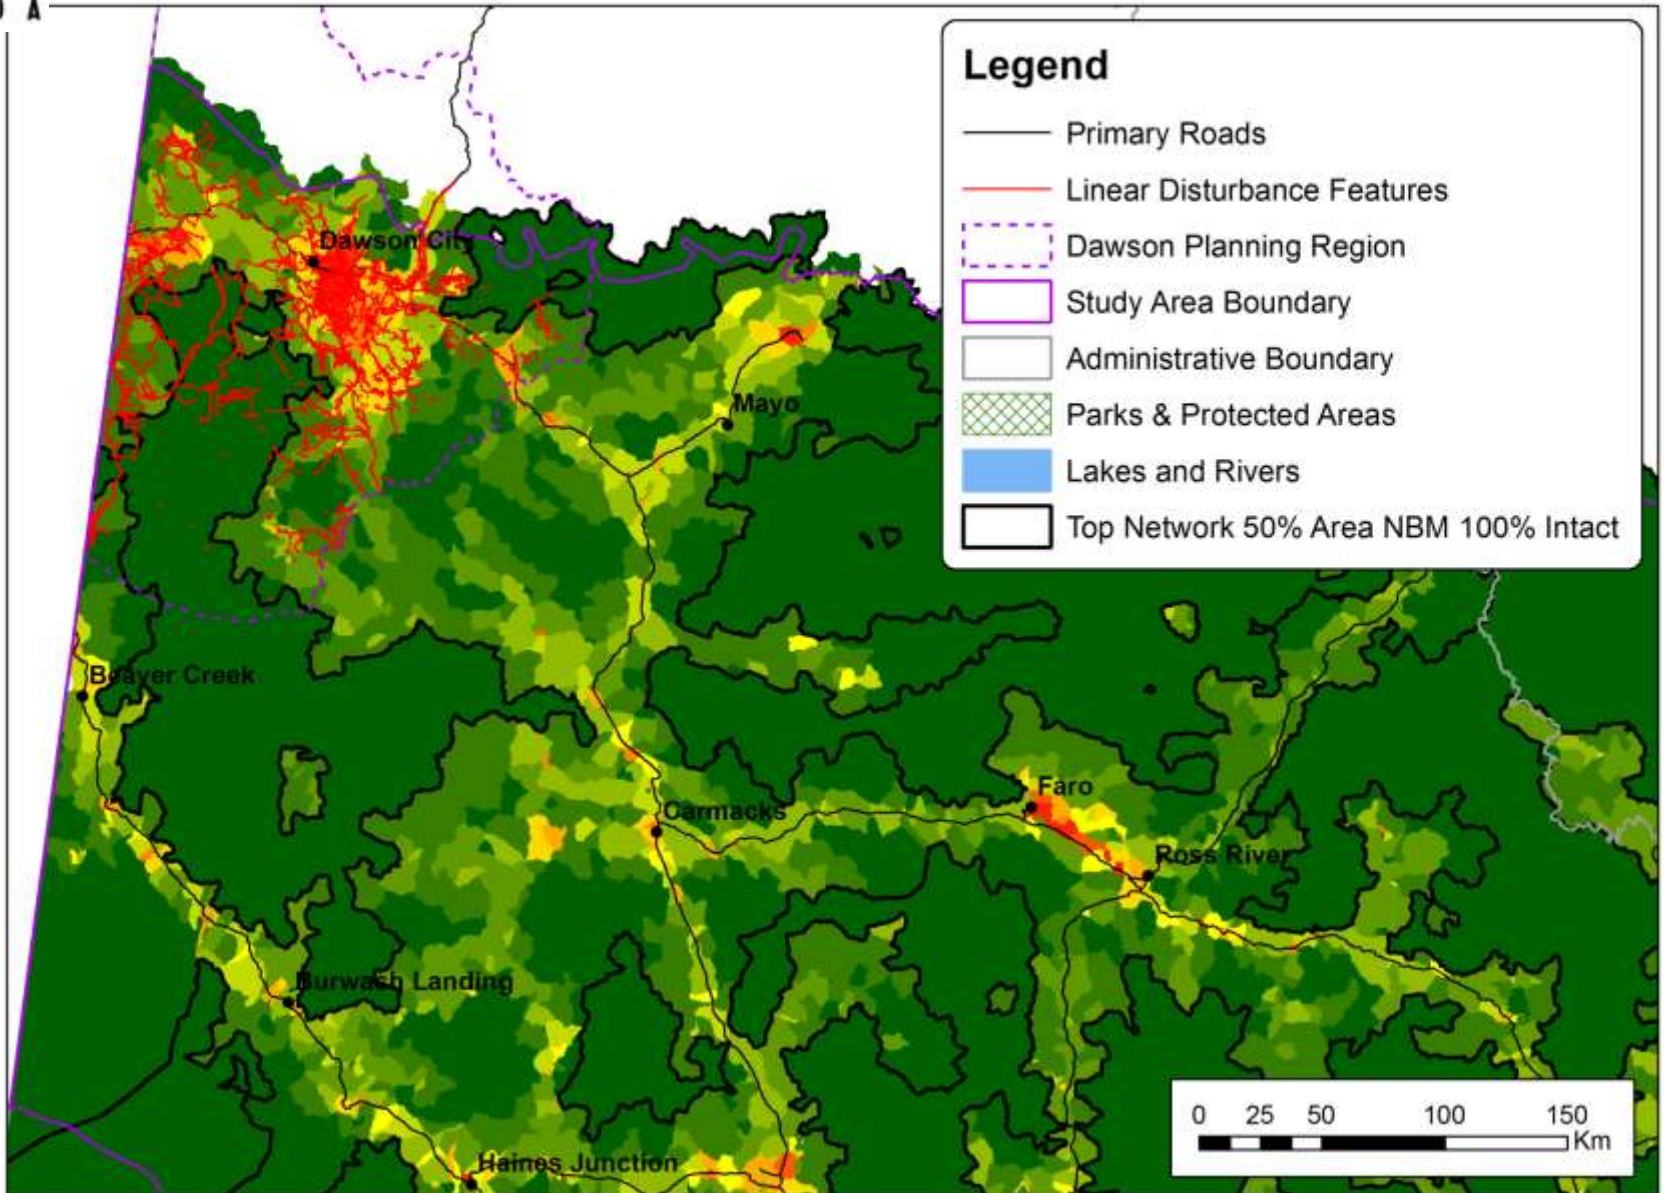 A
Legend
Primary Roads
Linear Disturbance Features
Dawson Planning Region
Study Area Boundary
Administrative Boundary
Parks & Protected Areas
Lakes and Rivers
Top Network 50% Area NBM 100% Intact
Dawson City
Mayo
Beaver Creek
Faro
Carmacks
Ross River
Burwash Landing
Haines Junction
0 25 50 100 150
Km